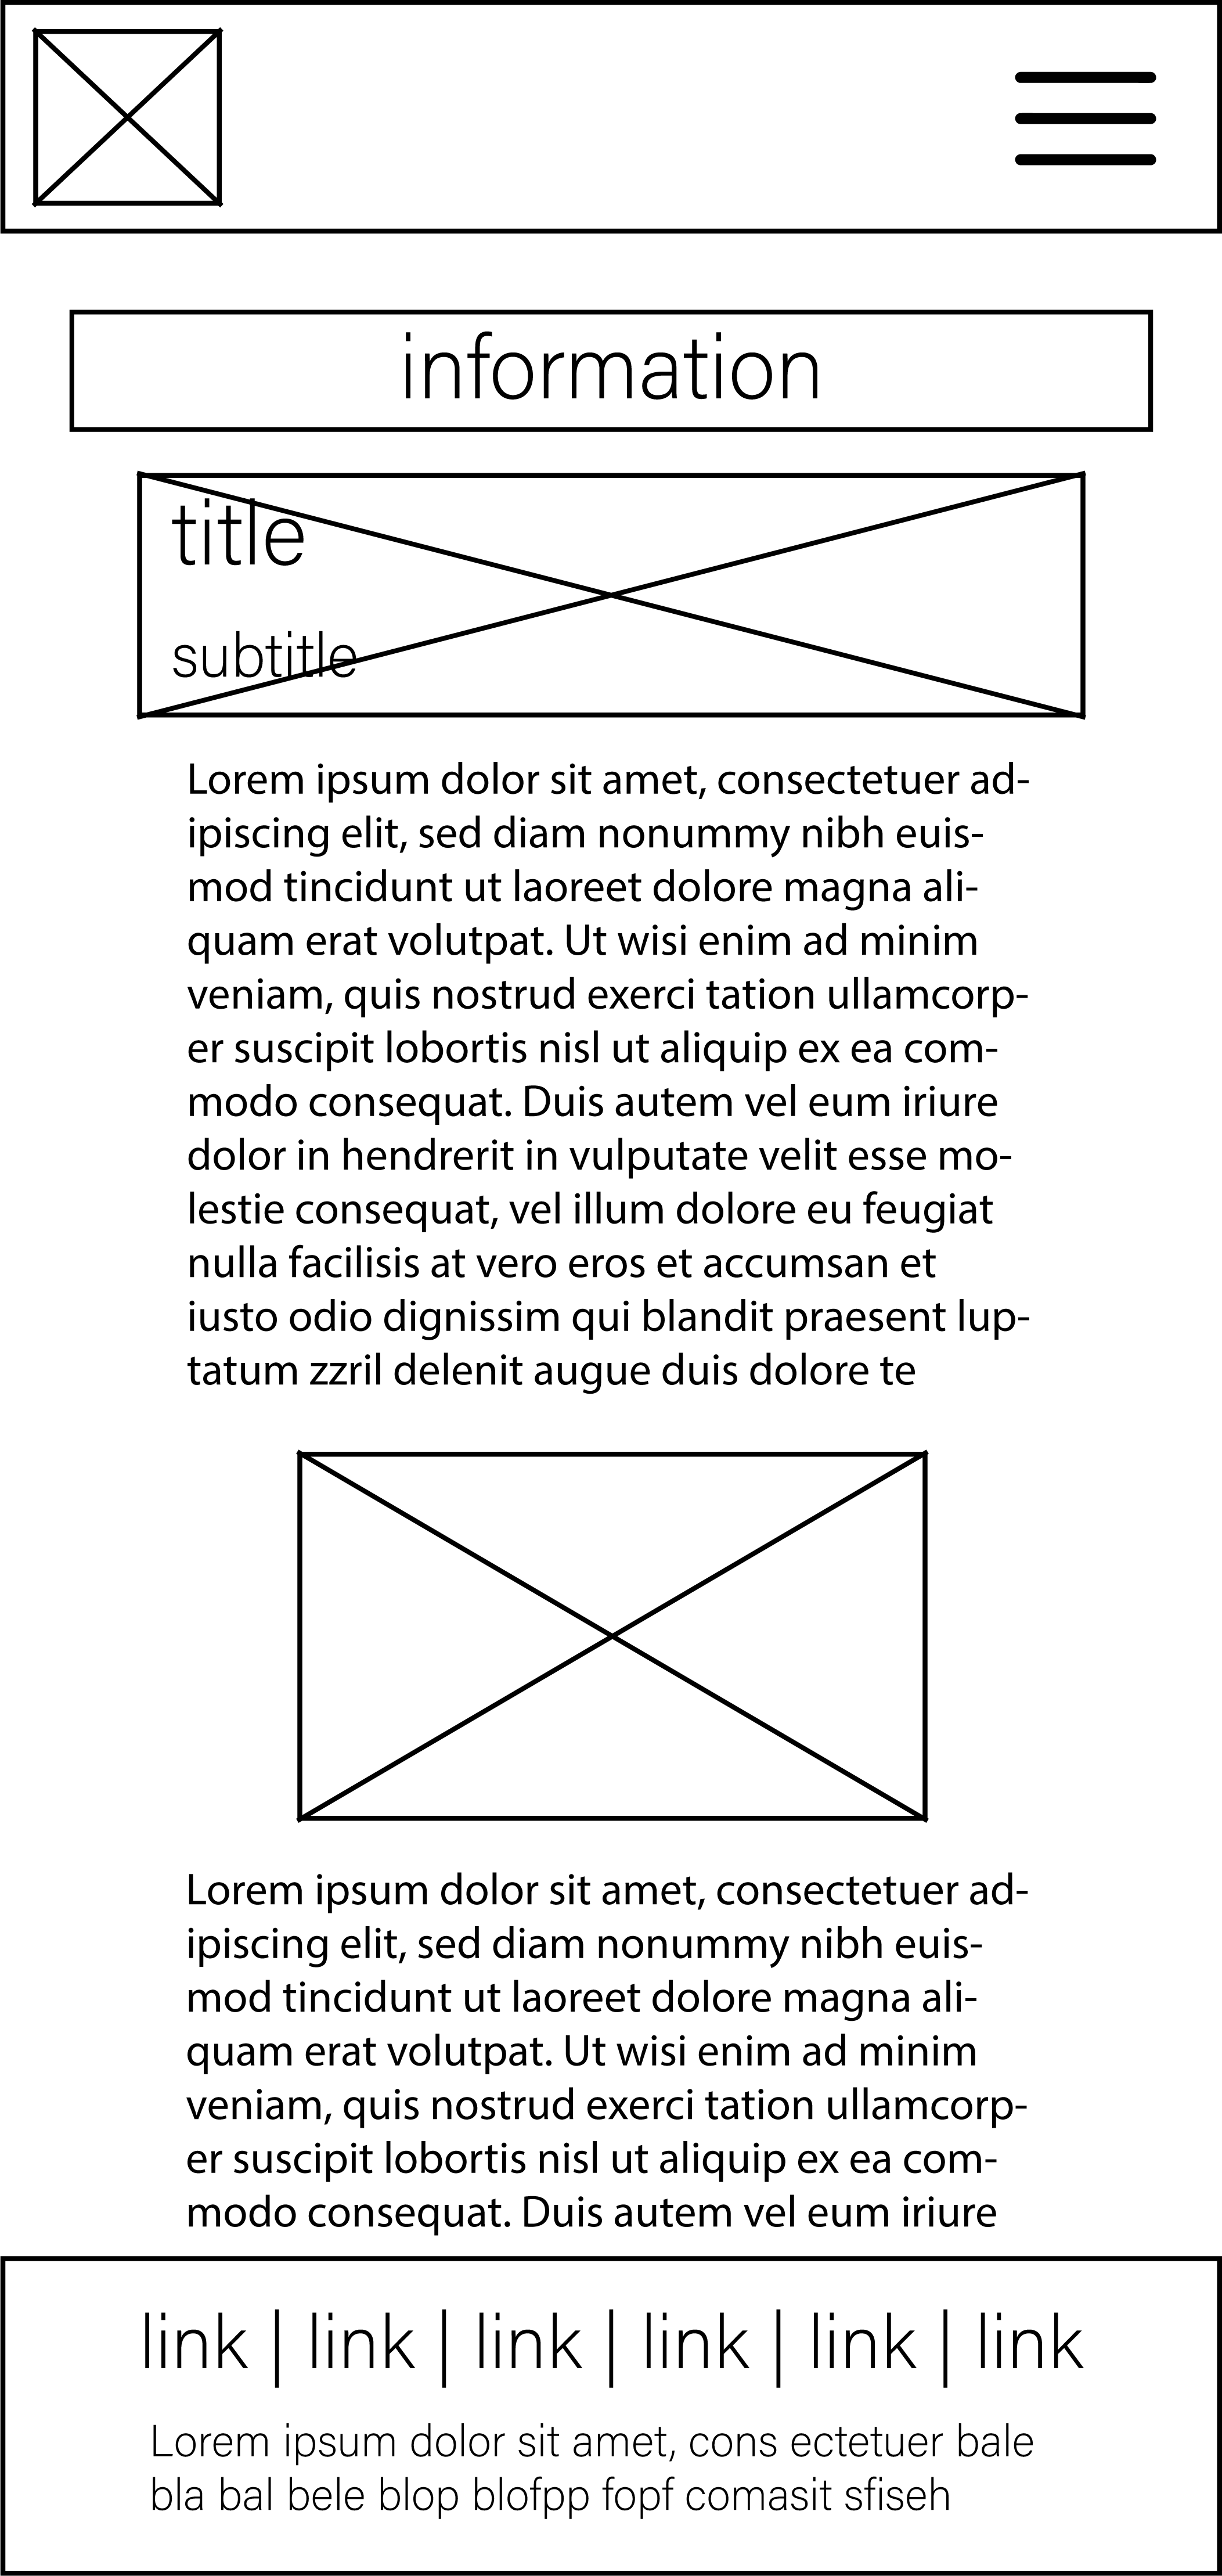 information
title
subtitle
Lorem ipsum dolor sit amet, consectetuer ad-
ipiscing elit, sed diam nonummy nibh euis-
mod tincidunt ut laoreet dolore magna ali-
quam erat volutpat. Ut wisi enim ad minim
veniam, quis nostrud exerci tation ullamcorp-
er suscipit lobortis nisl ut aliquip ex ea com-
modo consequat. Duis autem vel eum iriure
dolor in hendrerit in vulputate velit esse mo-
lestie consequat, vel illum dolore eu feugiat
nulla facilisis at vero eros et accumsan et
iusto odio dignissim qui blandit praesent lup-
tatum zzril delenit augue duis dolore te
Lorem ipsum dolor sit amet, consectetuer ad-
ipiscing elit, sed diam nonummy nibh euis-
mod tincidunt ut laoreet dolore magna ali-
quam erat volutpat. Ut wisi enim ad minim
veniam, quis nostrud exerci tation ullamcorp-
er suscipit lobortis nisl ut aliquip ex ea com-
modo consequat. Duis autem vel eum iriure
link | link | link | link | link | link
Lorem ipsum dolor sit amet, cons ectetuer bale
bla bal bele blop blofpp fopf comasit sfiseh